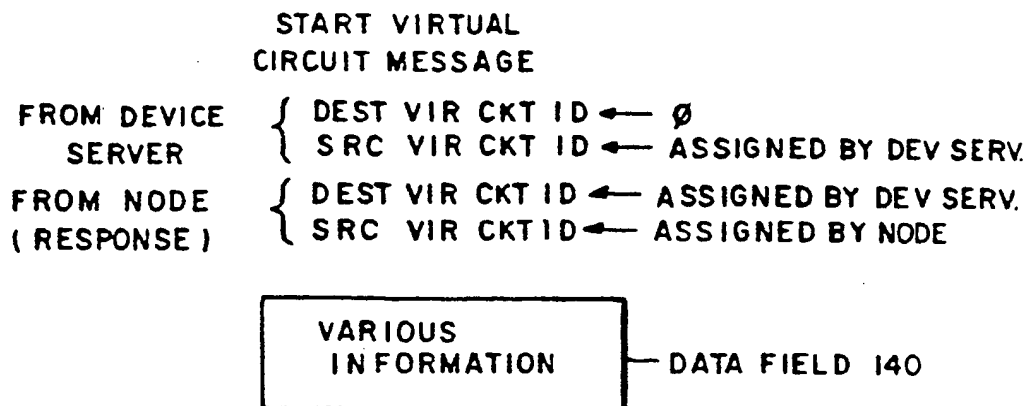 START VIRTUAL
CIRCUIT MESSAGE
FROM DEVICE
SERVER
{ DEST VIR CKT ID ← Ø
{ SRC VIR CKT ID ← ASSIGNED BY DEV SERV.
FROM NODE
(RESPONSE)
{ DEST VIR CKT ID ← ASSIGNED BY DEV SERV.
{ SRC VIR CKT ID ← ASSIGNED BY NODE
VARIOUS
INFORMATION
DATA FIELD 140